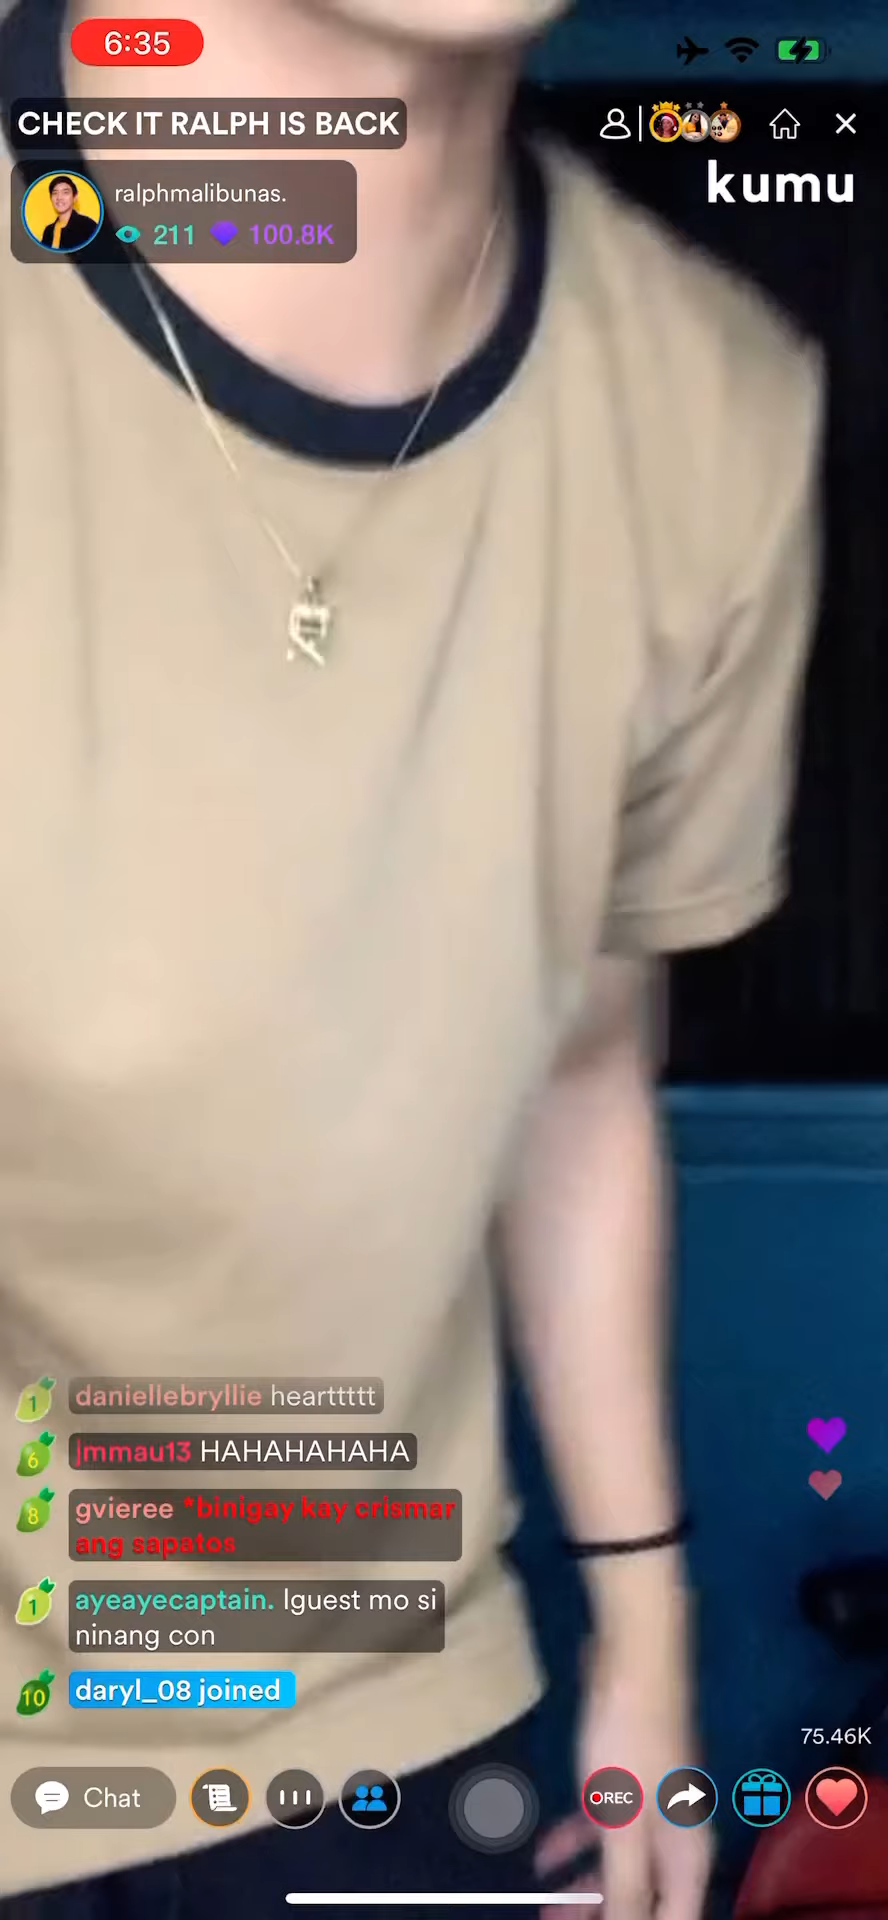 6:35
CHECK IT RALPH IS BACK
kumu
ralphmalibunas.
211 100.8K
1 daniellebryllie hearttttt
6 jmmau13 HAHAHAHAHA
8 gvieree *binigay kay crismar
ang sapatos
1 ayeayecaptain. Iguest mo si
ninang con
10 daryl_08 joined
75.46K
Chat
REC